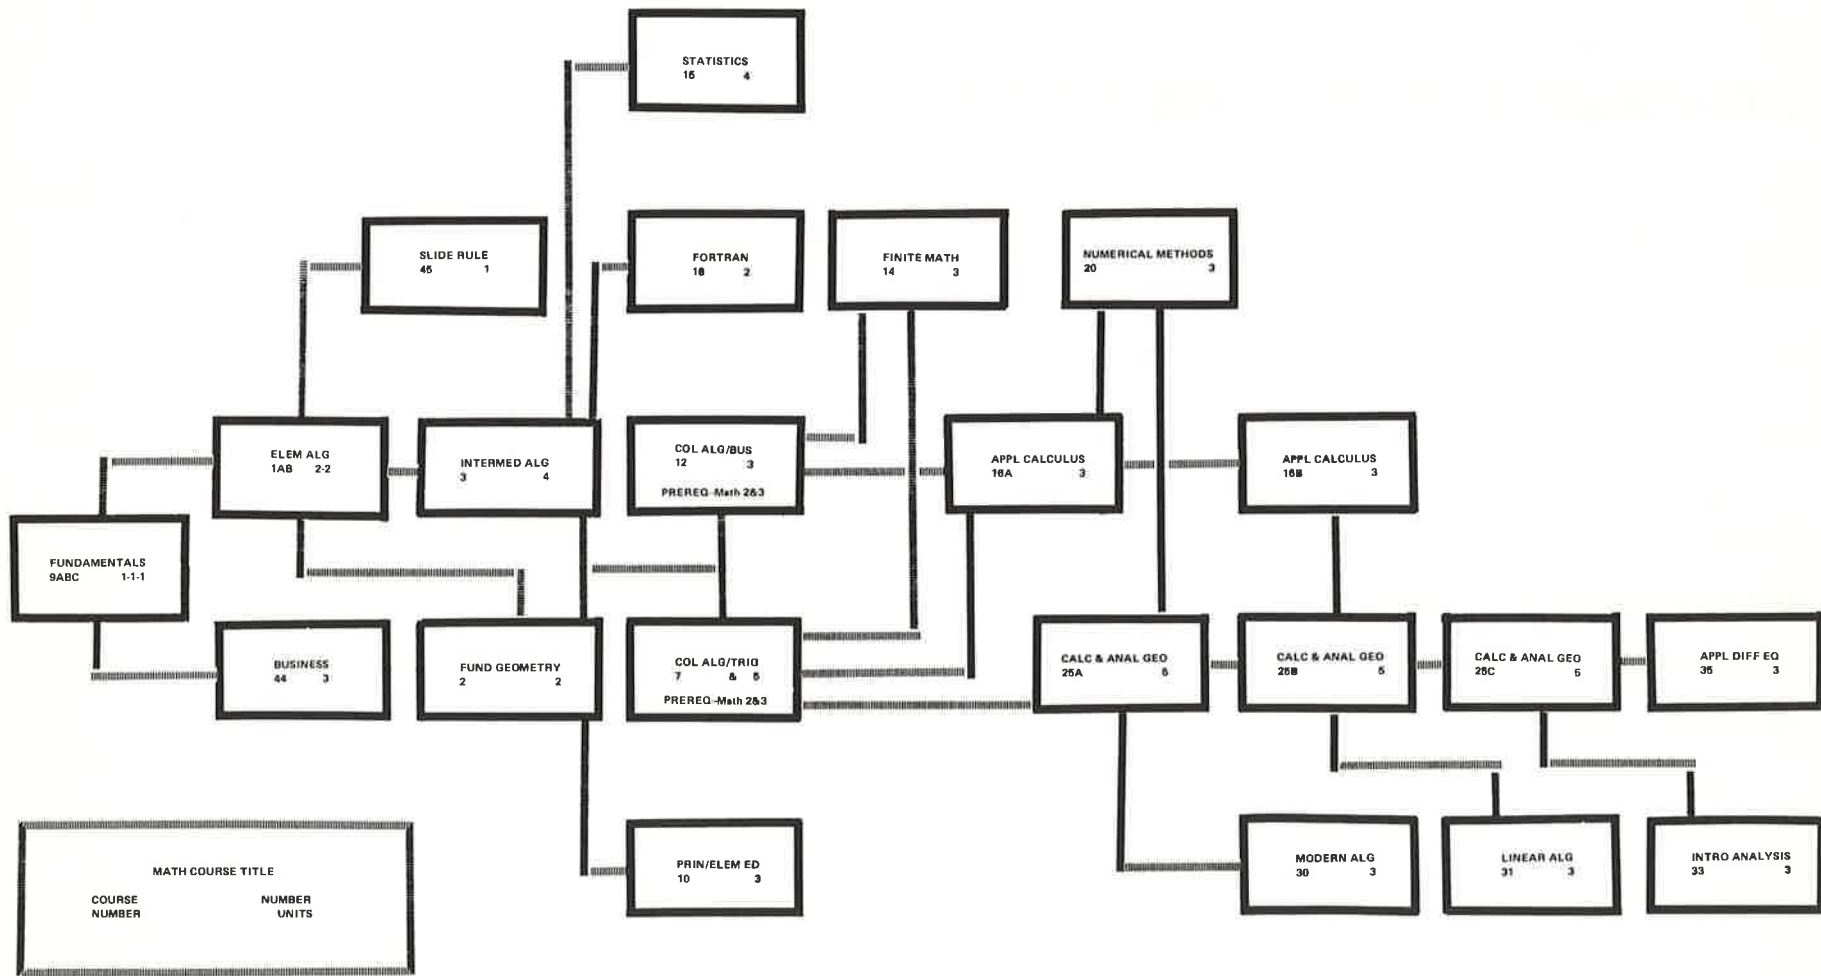 STATISTICS
15 4
SLIDE RULE
45 1
FORTRAN
18 2
FINITE MATH
14 3
NUMERICAL METHODS
20 3
ELEM ALG
1AB 2-2
INTERMED ALG
3 4
COL ALG/BUS
12 3
PREREQ-Math 2&3
APPL CALCULUS
16A 3
APPL CALCULUS
16B 3
FUNDAMENTALS
9ABC 1-1-1
BUSINESS
44 3
FUND GEOMETRY
2 2
COL ALG/TRIG
7 & 5
PREREQ-Math 2&3
CALC & ANAL GEO
25A 5
CALC & ANAL GEO
25B 5
CALC & ANAL GEO
25C 5
APPL DIFF EQ
35 3
PRIN/ELEM ED
10 3
MODERN ALG
30 3
LINEAR ALG
31 3
INTRO ANALYSIS
33 3
MATH COURSE TITLE
COURSE NUMBER
NUMBER UNITS